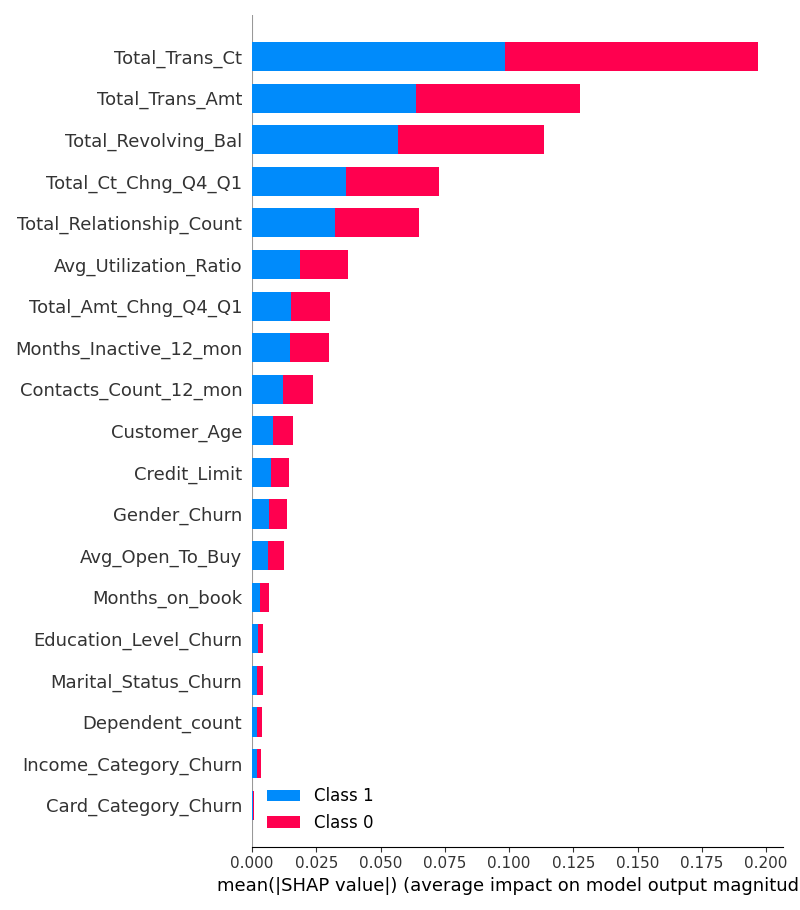 Total_Trans_Ct
Total_Trans_Amt
Total_Revolving_Bal
Total_Ct_Chng_Q4_Q1
Total_Relationship_Count
Avg_Utilization_Ratio
Total_Amt_Chng_Q4_Q1
Months_Inactive_12_mon
Contacts_Count_12_mon
Customer_Age
Credit_Limit
Gender_Churn
Avg_Open_To_Buy
Months_on_book
Education_Level_Churn
Marital_Status_Churn
Dependent_count
Income_Category_Churn
Card_Category_Churn
Class 1
Class 0
0.000 0.025 0.050 0.075 0.100 0.125 0.150 0.175 0.200
mean(|SHAP value|) (average impact on model output magnitud